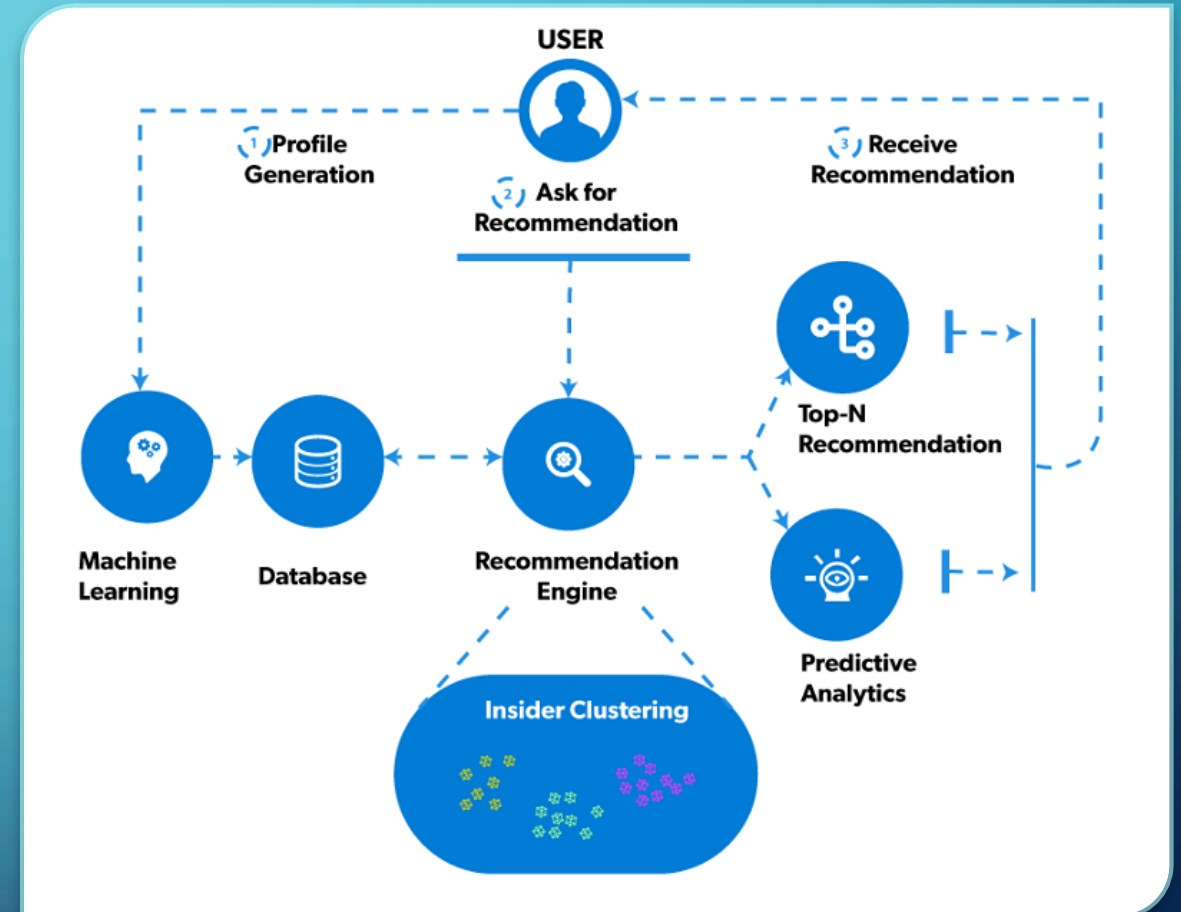 USER
1 Profile
Generation
2 Ask for
Recommendation
3 Receive
Recommendation
Top-N
Recommendation
Machine
Learning
Database
Recommendation
Engine
Predictive
Analytics
Insider Clustering